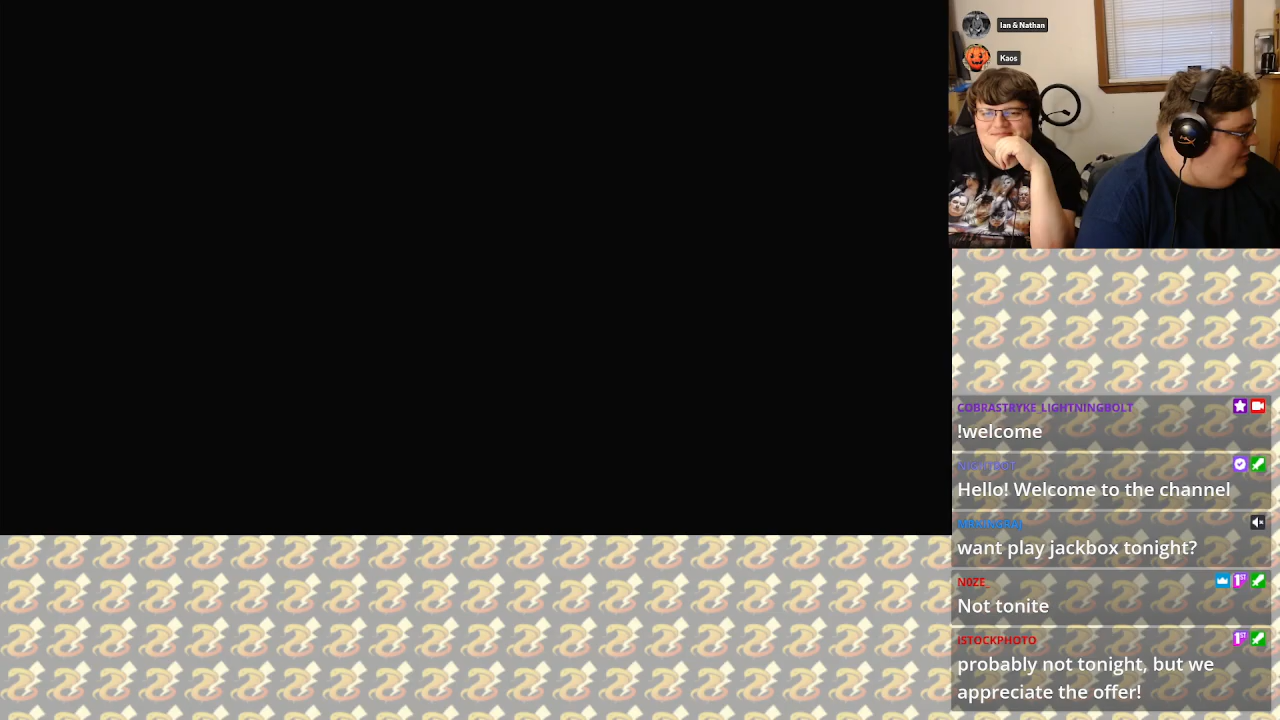 Ian & Nathan
Kaos
COBRASTRYKE_LIGHTNINGBOLT
!welcome
Hello! Welcome to the channel
want play jackbox tonight?
N0ZE_
Not tonite
ISTOCKPHOTO
probably not tonight, but we
appreciate the offer!